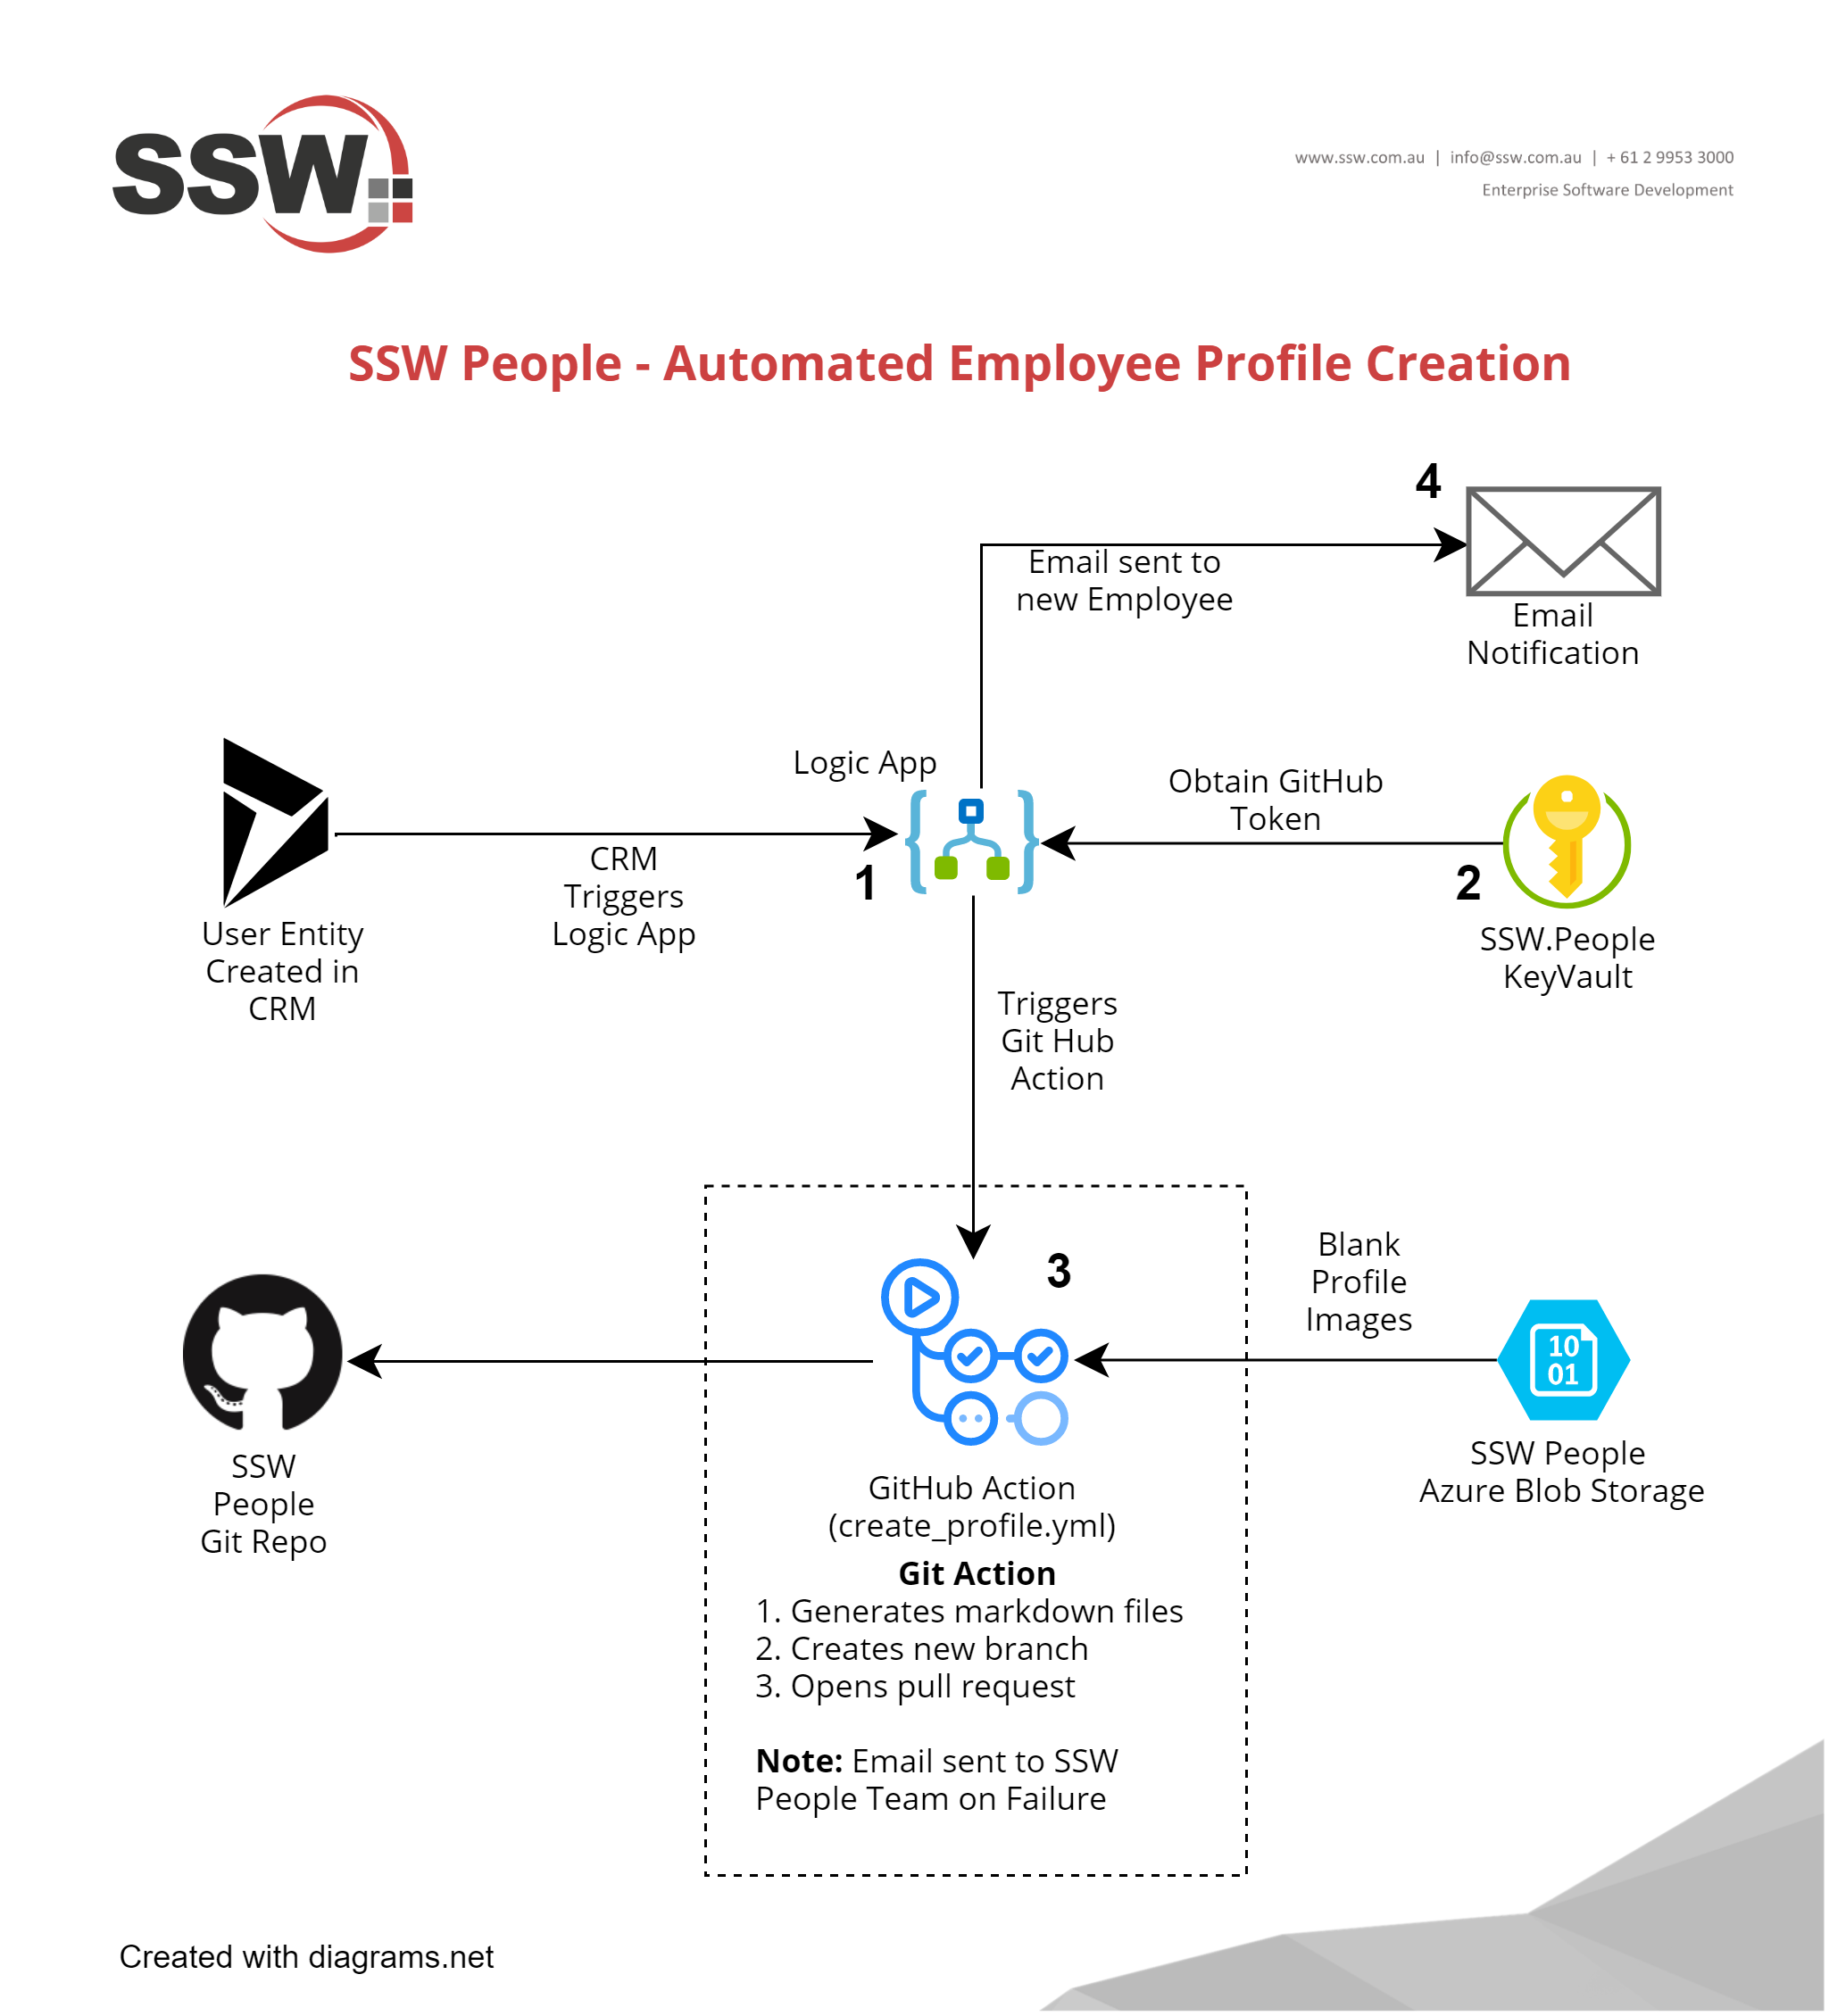 SSW
www.ssw.com.au | info@ssw.com.au | + 61 2 9953 3000
Enterprise Software Development
SSW People - Automated Employee Profile Creation
4
Email sent to
new Employee
Email
Notification
Logic App
1
CRM
Triggers
Logic App
User Entity
Created in
CRM
Obtain GitHub
Token
2
SSW.People
KeyVault
Triggers
Git Hub
Action
3
Blank
Profile
Images
10
01
SSW People
Azure Blob Storage
SSW
People
Git Repo
GitHub Action
(create_profile.yml)
Git Action
1. Generates markdown files
2. Creates new branch
3. Opens pull request
Note: Email sent to SSW
People Team on Failure
Created with diagrams.net